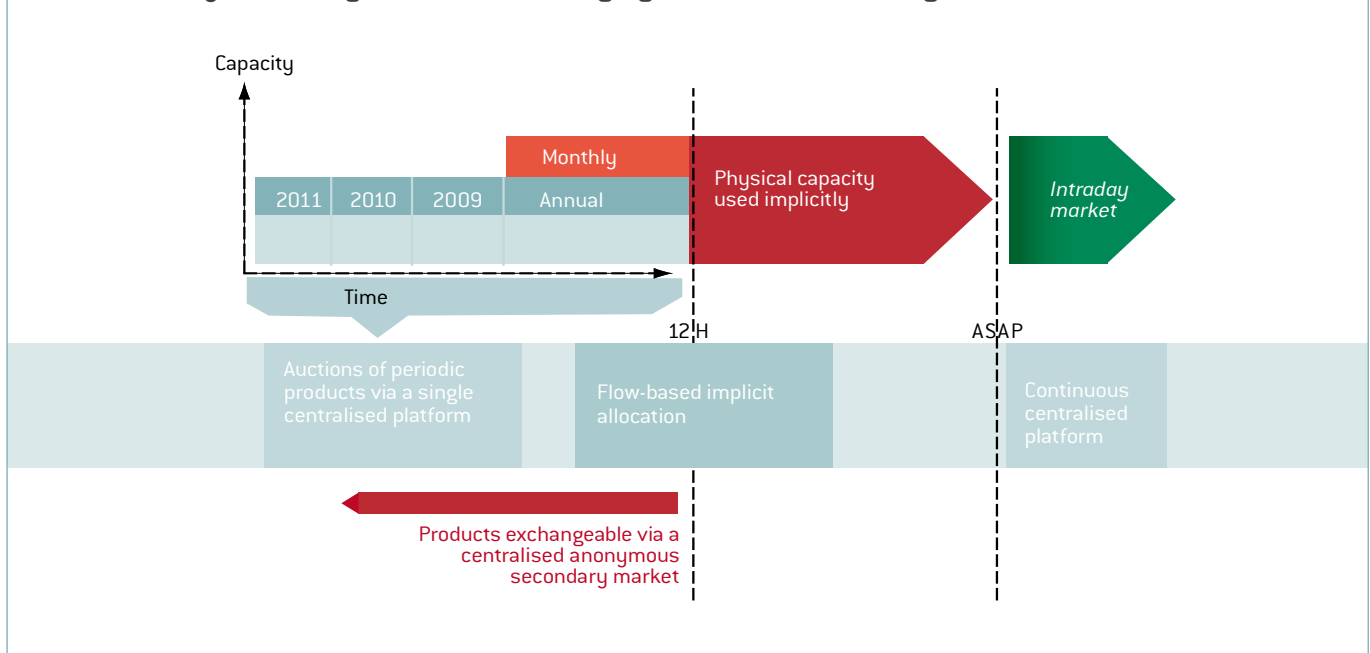 Capacity
Monthly
2011 2010 2009 Annual
Physical capacity
used implicitly
Intraday
market
Time
12 H
ASAP
Auctions of periodic
products via a single
centralised platform
Flow-based implicit
allocation
Continuous
centralised
platform
Products exchangeable via a
centralised anonymous
secondary market